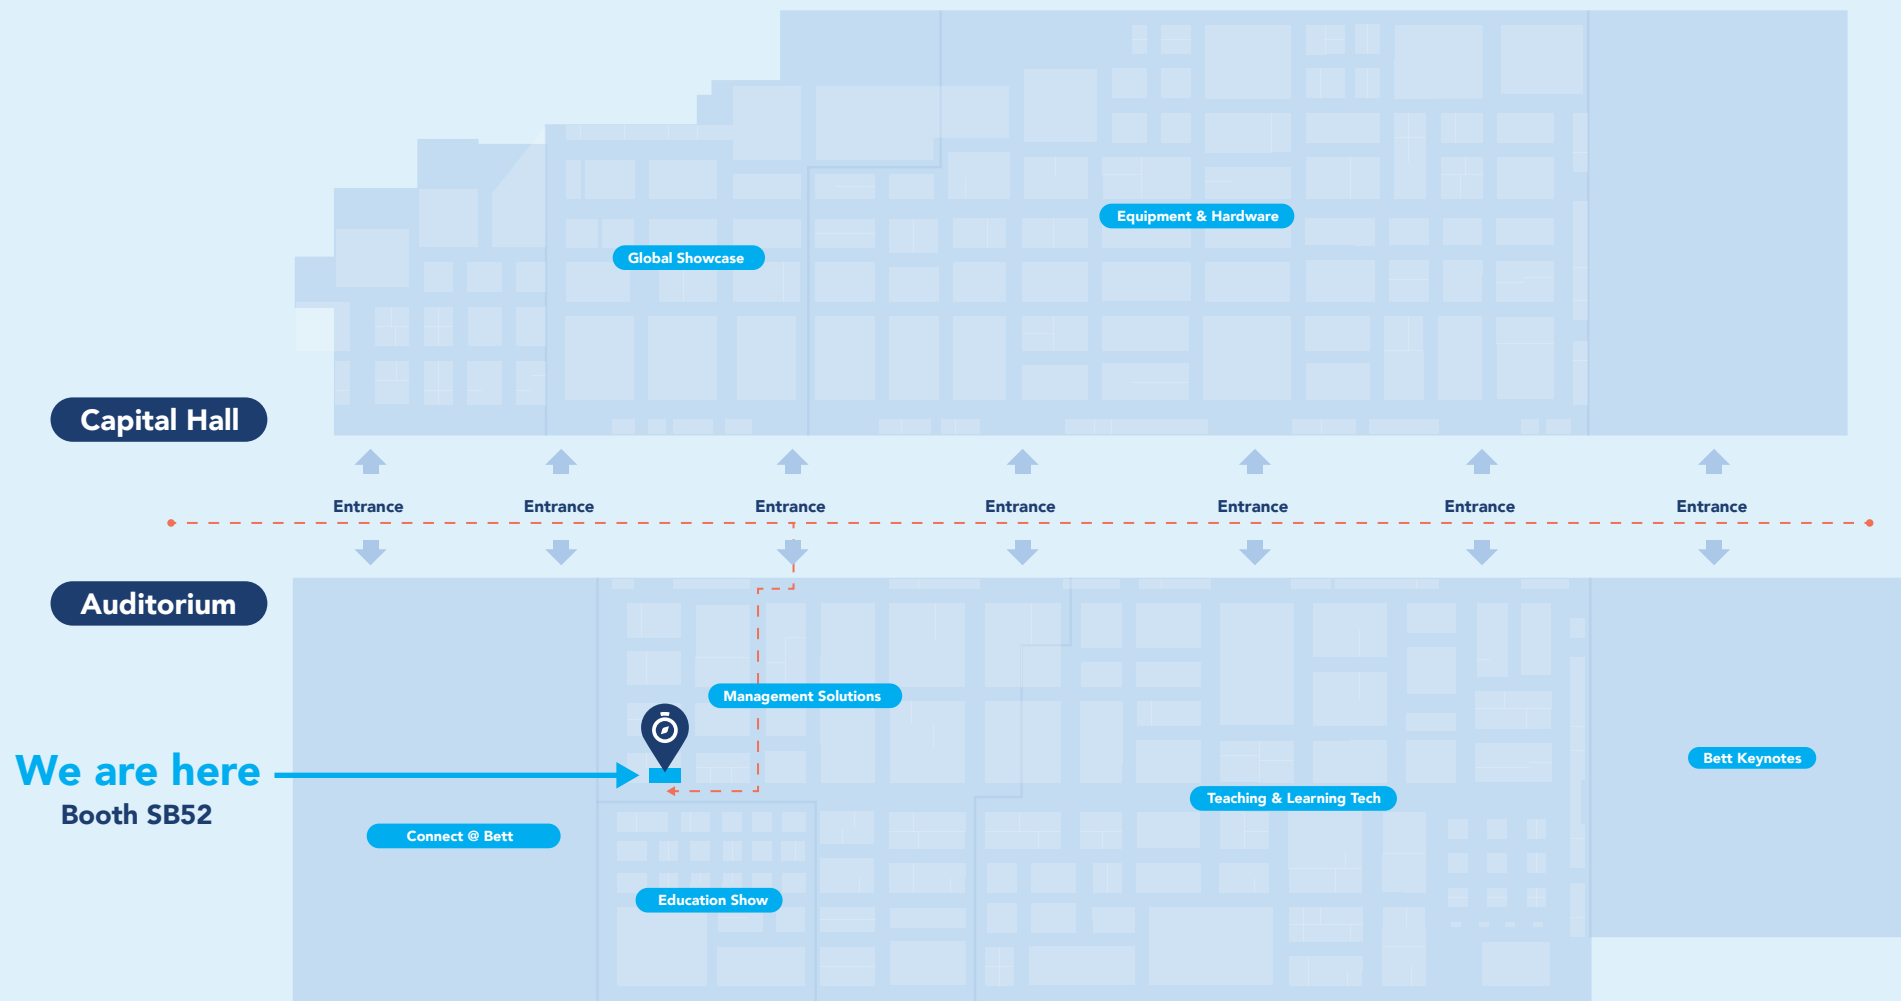 Equipment & Hardware
Global Showcase
Capital Hall
Entrance Entrance Entrance Entrance Entrance Entrance Entrance
Auditorium
Management Solutions
We are here
Booth SB52
Bett Keynotes
Teaching & Learning Tech
Connect @ Bett
Education Show